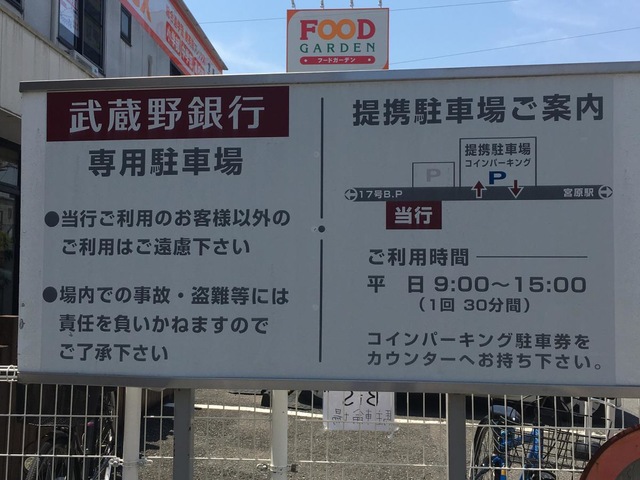 FOOD
GARDEN
フードガーデン
武蔵野銀行
専用駐車場
●当行ご利用のお客様以外の
ご利用はご遠慮下さい
●場内での事故・盗難等には
責任を負いかねますので
ご了承下さい
提携駐車場ご案内
提携駐車場
コインパーキング
P
P
17号B.P
宮原駅
当行
ご利用時間
平 日 9:00〜15:00
(1回 30分間)
コインパーキング駐車券を
カウンターへお持ち下さい。